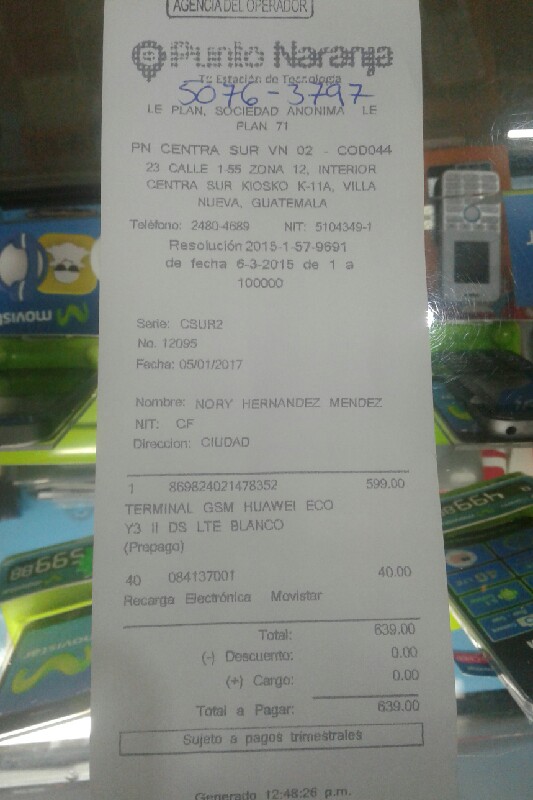 AGENCIA DEL OPERADOR
Punto Naranja
Tu Estación de Tecnología
5076-3797
LE PLAN, SOCIEDAD ANONIMA LE
PLAN 71
PN CENTRA SUR VN 02 - COD044
23 CALLE 1-55 ZONA 12, INTERIOR
CENTRA SUR KIOSKO K-11A, VILLA
NUEVA, GUATEMALA
Teléfono: 2480-4689 NIT: 5104349-1
Resolución 2015-1-57-9691
de fecha 6-3-2015 de 1 a
100000
Serie: CSUR2
No. 12095
Fecha: 05/01/2017
Nombre: NORY HERNANDEZ MENDEZ
NIT: CF
Direccion: CIUDAD
1 869824021478352 599.00
TERMINAL GSM HUAWEI ECO
Y3 II DS LTE BLANCO
(Prepago)
40 084137001 40.00
Recarga Electrónica Movistar
Total: 639.00
(-) Descuento: 0.00
(+) Cargo: 0.00
Total a Pagar: 639.00
Sujeto a pagos trimestrales
Generado 12:48:26 p.m.
movistar
movistar